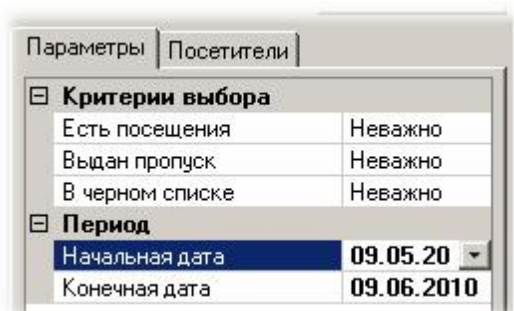 Параметры Посетители
Критерии выбора
Есть посещения Неважно
Выдан пропуск Неважно
В черном списке Неважно
Период
Начальная дата 09.05.20
Конечная дата 09.06.2010